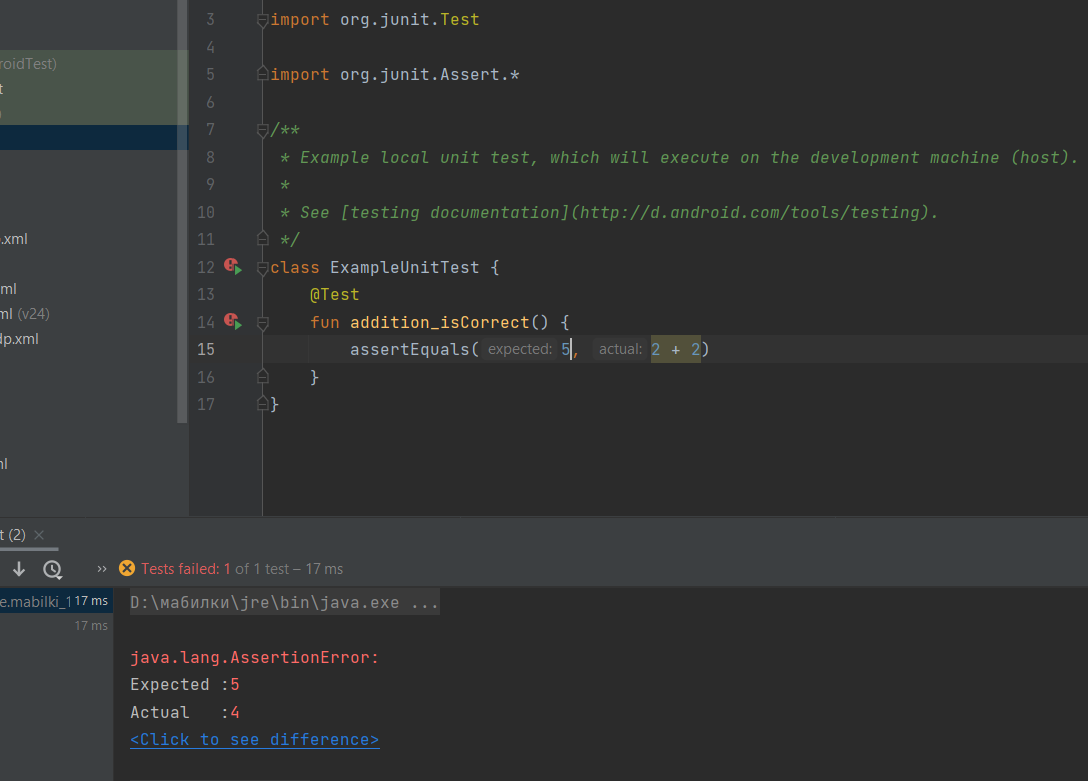 3 import org.junit.Test
4
5 import org.junit.Assert.*
6
7 /**
8 * Example local unit test, which will execute on the development machine (host).
9 *
10 * See [testing documentation](http://d.android.com/tools/testing).
11 */
12 class ExampleUnitTest {
13 @Test
14 fun addition_isCorrect() {
15 assertEquals( expected: 5, actual: 2 + 2)
16 }
17 }
roidTest)
t
.xml
ml
ml (v24)
dp.xml
ml
t (2) ×
» Tests failed: 1 of 1 test – 17 ms
e.mabilki_1 17 ms
17 ms
D:\мабилки\jre\bin\java.exe ...
java.lang.AssertionError:
Expected :5
Actual :4
<Click to see difference>